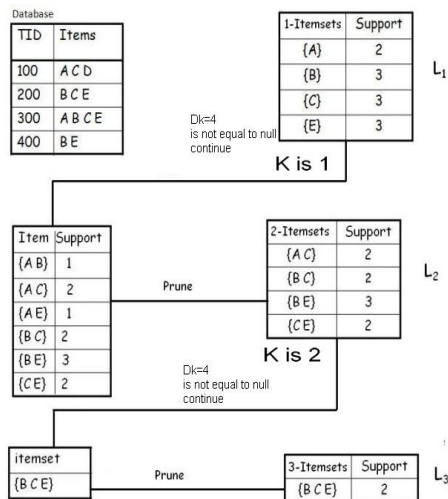 Database
TID Items
100 A C D
200 B C E
300 A B C E
400 B E
1-Itemsets Support
{A} 2
{B} 3
{C} 3
{E} 3
L1
Dk=4
is not equal to null
continue
K is 1
Item Support
{A B} 1
{A C} 2
{A E} 1
{B C} 2
{B E} 3
{C E} 2
Prune
2-Itemsets Support
{A C} 2
{B C} 2
{B E} 3
{C E} 2
L2
K is 2
Dk=4
is not equal to null
continue
itemset
{B C E}
Prune
3-Itemsets Support
{B C E} 2
L3